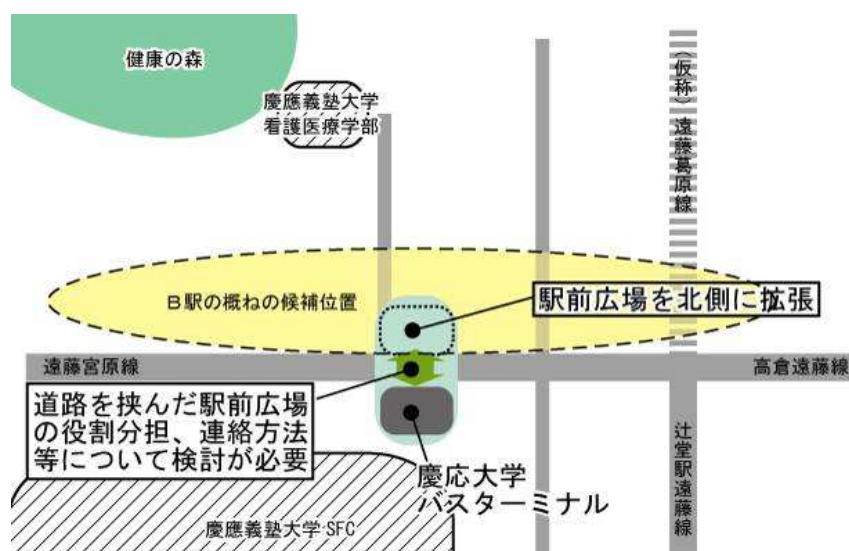 健康の森
慶應義塾大学
看護医療学部
（仮称）遠藤葛原線
B駅の概ねの候補位置
駅前広場を北側に拡張
遠藤宮原線
高倉遠藤線
道路を挟んだ駅前広場
の役割分担、連絡方法
等について検討が必要
慶応大学
バスターミナル
辻堂駅遠藤線
慶應義塾大学 SFC